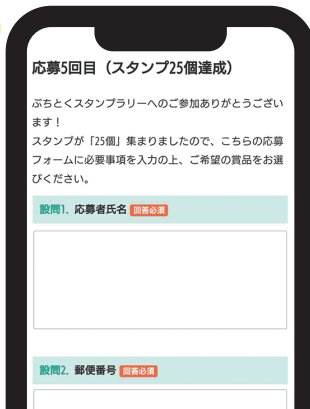 応募5回目（スタンプ25個達成）
ぷちとくスタンプラリーへのご参加ありがとうござい
ます！
スタンプが「25個」集まりましたので、こちらの応募
フォームに必要事項を入力の上、ご希望の賞品をお選
びください。
設問1. 応募者氏名 回答必須
設問2. 郵便番号 回答必須